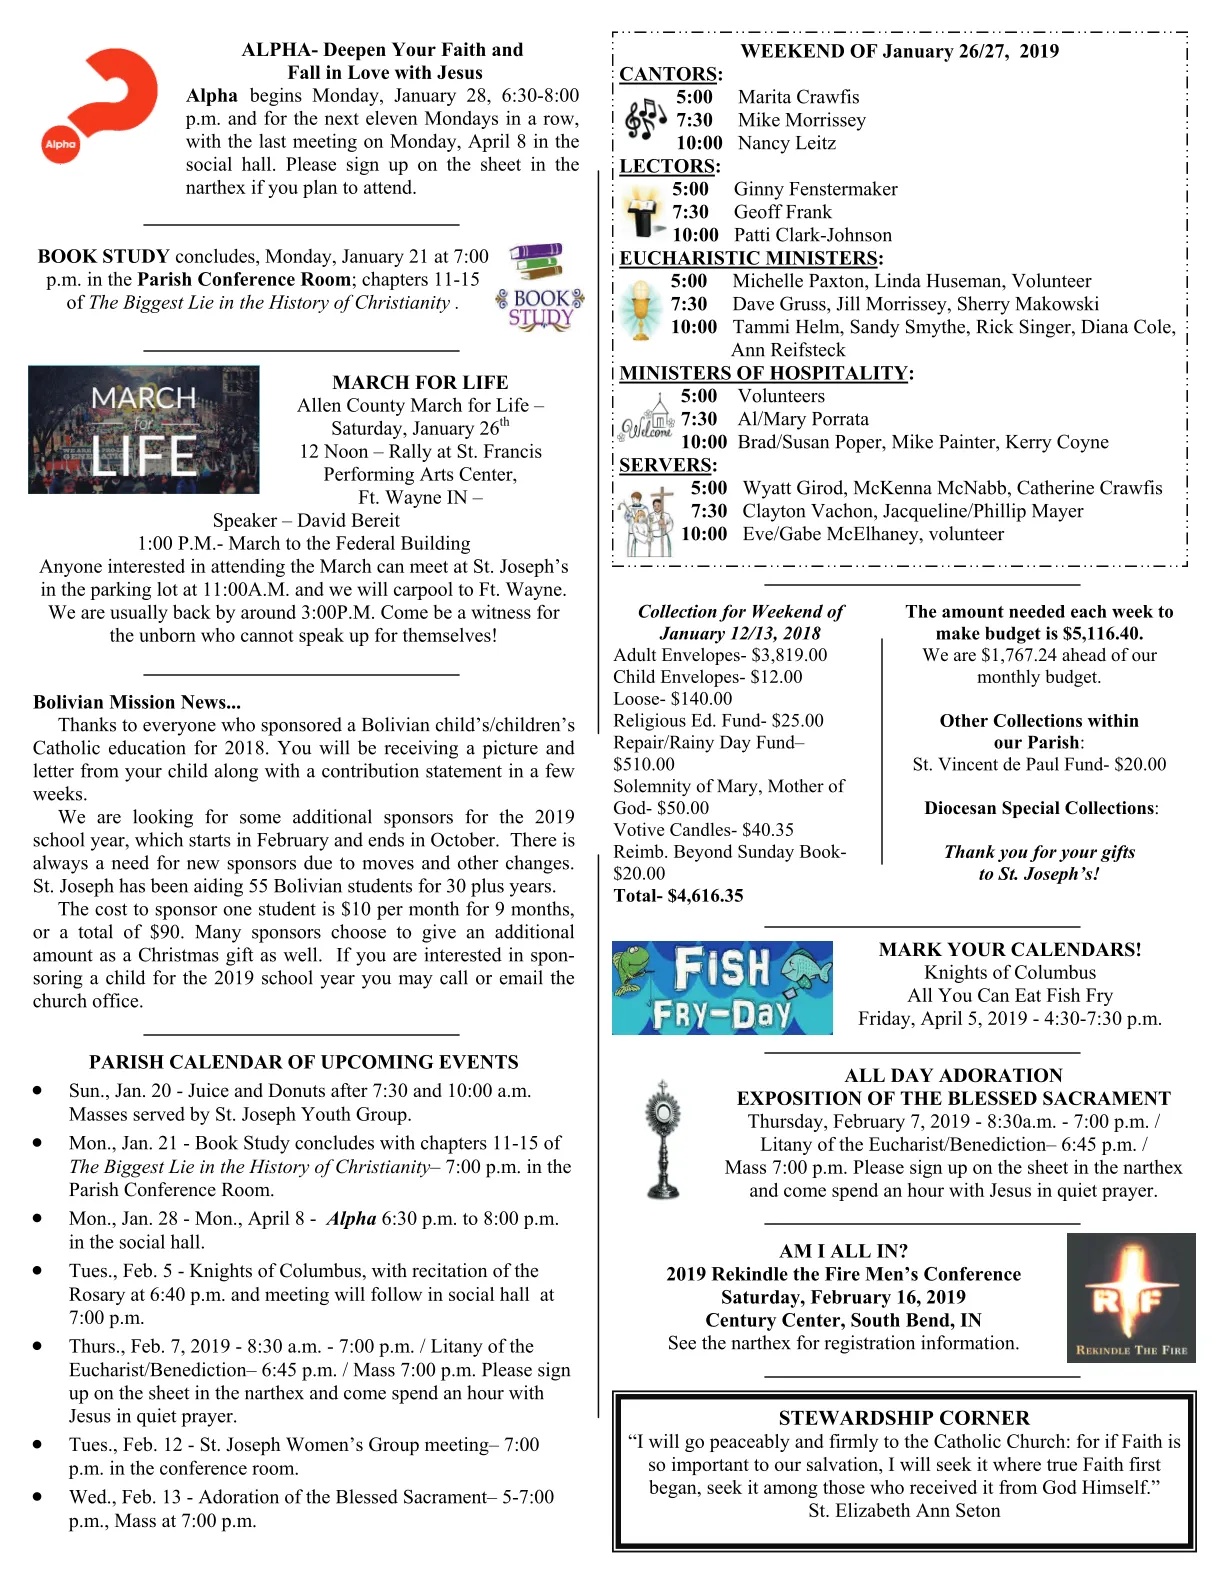 ALPHA- Deepen Your Faith and
Fall in Love with Jesus
Alpha
Alpha begins Monday, January 28, 6:30-8:00
p.m. and for the next eleven Mondays in a row,
with the last meeting on Monday, April 8 in the
social hall. Please sign up on the sheet in the
narthex if you plan to attend.
BOOK STUDY concludes, Monday, January 21 at 7:00
p.m. in the Parish Conference Room; chapters 11-15
of The Biggest Lie in the History of Christianity .
BOOK
STUDY
MARCH
for
LIFE
MARCH FOR LIFE
Allen County March for Life –
Saturday, January 26th
12 Noon – Rally at St. Francis
Performing Arts Center,
Ft. Wayne IN –
Speaker – David Bereit
1:00 P.M.- March to the Federal Building
Anyone interested in attending the March can meet at St. Joseph’s
in the parking lot at 11:00A.M. and we will carpool to Ft. Wayne.
We are usually back by around 3:00P.M. Come be a witness for
the unborn who cannot speak up for themselves!
Bolivian Mission News...
Thanks to everyone who sponsored a Bolivian child’s/children’s
Catholic education for 2018. You will be receiving a picture and
letter from your child along with a contribution statement in a few
weeks.
We are looking for some additional sponsors for the 2019
school year, which starts in February and ends in October. There is
always a need for new sponsors due to moves and other changes.
St. Joseph has been aiding 55 Bolivian students for 30 plus years.
The cost to sponsor one student is $10 per month for 9 months,
or a total of $90. Many sponsors choose to give an additional
amount as a Christmas gift as well. If you are interested in spon-
soring a child for the 2019 school year you may call or email the
church office.
PARISH CALENDAR OF UPCOMING EVENTS
• Sun., Jan. 20 - Juice and Donuts after 7:30 and 10:00 a.m.
Masses served by St. Joseph Youth Group.
• Mon., Jan. 21 - Book Study concludes with chapters 11-15 of
The Biggest Lie in the History of Christianity– 7:00 p.m. in the
Parish Conference Room.
• Mon., Jan. 28 - Mon., April 8 - Alpha 6:30 p.m. to 8:00 p.m.
in the social hall.
• Tues., Feb. 5 - Knights of Columbus, with recitation of the
Rosary at 6:40 p.m. and meeting will follow in social hall at
7:00 p.m.
• Thurs., Feb. 7, 2019 - 8:30 a.m. - 7:00 p.m. / Litany of the
Eucharist/Benediction– 6:45 p.m. / Mass 7:00 p.m. Please sign
up on the sheet in the narthex and come spend an hour with
Jesus in quiet prayer.
• Tues., Feb. 12 - St. Joseph Women’s Group meeting– 7:00
p.m. in the conference room.
• Wed., Feb. 13 - Adoration of the Blessed Sacrament– 5-7:00
p.m., Mass at 7:00 p.m.
WEEKEND OF January 26/27, 2019
CANTORS:
5:00 Marita Crawfis
7:30 Mike Morrissey
10:00 Nancy Leitz
LECTORS:
5:00 Ginny Fenstermaker
7:30 Geoff Frank
10:00 Patti Clark-Johnson
EUCHARISTIC MINISTERS:
5:00 Michelle Paxton, Linda Huseman, Volunteer
7:30 Dave Gruss, Jill Morrissey, Sherry Makowski
10:00 Tammi Helm, Sandy Smythe, Rick Singer, Diana Cole,
Ann Reifsteck
MINISTERS OF HOSPITALITY:
Welcome
5:00 Volunteers
7:30 Al/Mary Porrata
10:00 Brad/Susan Poper, Mike Painter, Kerry Coyne
SERVERS:
5:00 Wyatt Girod, McKenna McNabb, Catherine Crawfis
7:30 Clayton Vachon, Jacqueline/Phillip Mayer
10:00 Eve/Gabe McElhaney, volunteer
Collection for Weekend of
January 12/13, 2018
Adult Envelopes- $3,819.00
Child Envelopes- $12.00
Loose- $140.00
Religious Ed. Fund- $25.00
Repair/Rainy Day Fund–
$510.00
Solemnity of Mary, Mother of
God- $50.00
Votive Candles- $40.35
Reimb. Beyond Sunday Book-
$20.00
Total- $4,616.35
The amount needed each week to
make budget is $5,116.40.
We are $1,767.24 ahead of our
monthly budget.
Other Collections within
our Parish:
St. Vincent de Paul Fund- $20.00
Diocesan Special Collections:
Thank you for your gifts
to St. Joseph’s!
FISH
FRY-DAY
MARK YOUR CALENDARS!
Knights of Columbus
All You Can Eat Fish Fry
Friday, April 5, 2019 - 4:30-7:30 p.m.
ALL DAY ADORATION
EXPOSITION OF THE BLESSED SACRAMENT
Thursday, February 7, 2019 - 8:30a.m. - 7:00 p.m. /
Litany of the Eucharist/Benediction– 6:45 p.m. /
Mass 7:00 p.m. Please sign up on the sheet in the narthex
and come spend an hour with Jesus in quiet prayer.
AM I ALL IN?
2019 Rekindle the Fire Men’s Conference
Saturday, February 16, 2019
Century Center, South Bend, IN
See the narthex for registration information.
RTF
REKINDLE THE FIRE
STEWARDSHIP CORNER
“I will go peaceably and firmly to the Catholic Church: for if Faith is
so important to our salvation, I will seek it where true Faith first
began, seek it among those who received it from God Himself.”
St. Elizabeth Ann Seton